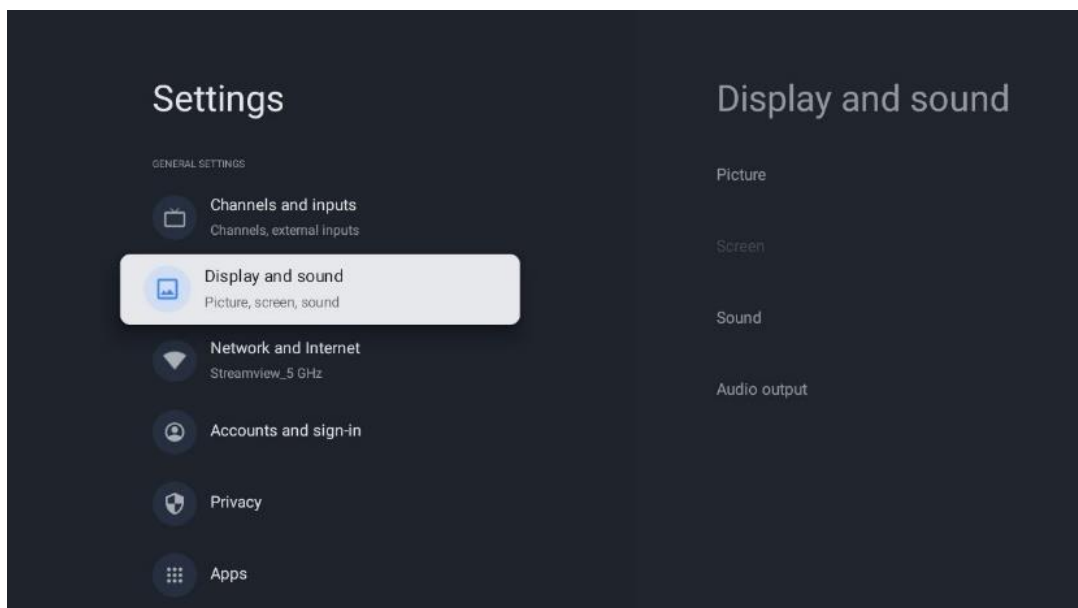 Settings
GENERAL SETTINGS
Channels and inputs
Channels, external inputs
Display and sound
Picture, screen, sound
Network and Internet
Streamview_5 GHz
Accounts and sign-in
Privacy
Apps
Display and sound
Picture
Screen
Sound
Audio output